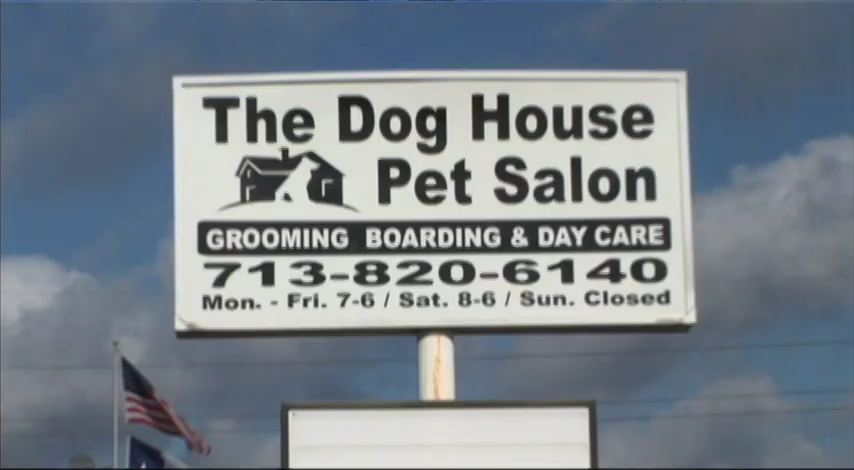 The Dog House
Pet Salon
GROOMING BOARDING & DAY CARE
713-820-6140
Mon. - Fri. 7-6 / Sat. 8-6 / Sun. Closed